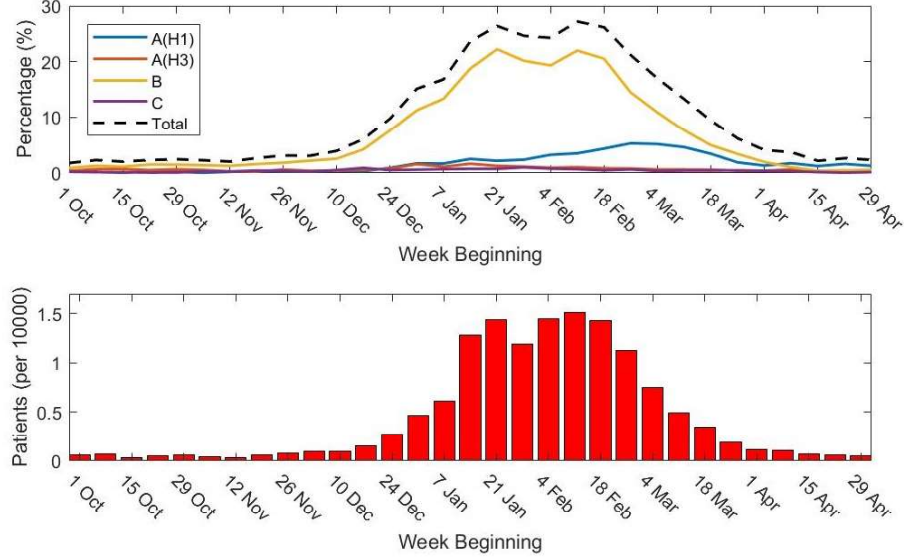 30
20
10
0
Percentage (%)
A(H1)
A(H3)
B
C
Total
1 Oct
15 Oct
29 Oct
12 Nov
26 Nov
10 Dec
24 Dec
7 Jan
21 Jan
4 Feb
18 Feb
4 Mar
18 Mar
1 Apr
15 Apr
29 Apr
Week Beginning
1.5
1
0.5
0
Patients (per 10000)
1 Oct
15 Oct
29 Oct
12 Nov
26 Nov
10 Dec
24 Dec
7 Jan
21 Jan
4 Feb
18 Feb
4 Mar
18 Mar
1 Apr
15 Apr
29 Apr
Week Beginning